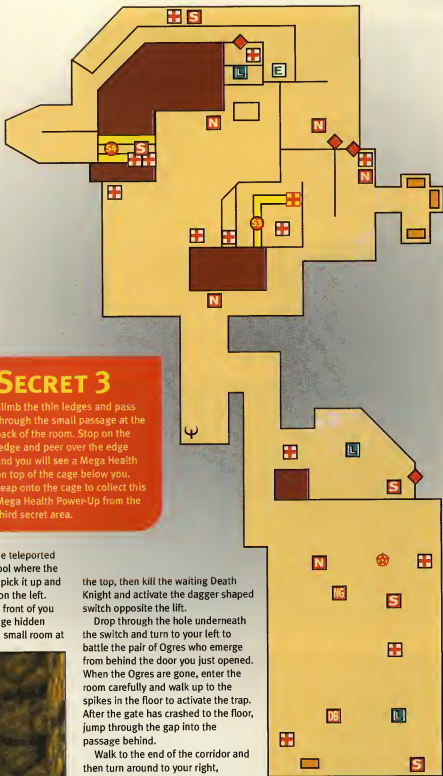 S
L
E
N
N
S4
S
N
S3
N
SECRET 3
Climb the thin ledges and pass
through the small passage at the
back of the room. Stop on the
edge and peer over the edge
and you will see a Mega Health
on top of the cage below you.
Leap onto the cage to collect this
Mega Health Power-Up from the
third secret area.
L
S
N
NG
S
DB
L
e teleported
ool where the
pick it up and
on the left.
front of you
ge hidden
small room at
the top, then kill the waiting Death
Knight and activate the dagger shaped
switch opposite the lift.
Drop through the hole underneath
the switch and turn to your left to
battle the pair of Ogres who emerge
from behind the door you just opened.
When the Ogres are gone, enter the
room carefully and walk up to the
spikes in the floor to activate the trap.
After the gate has crashed to the floor,
jump through the gap into the
passage behind.
Walk to the end of the corridor and
then turn around to your right,